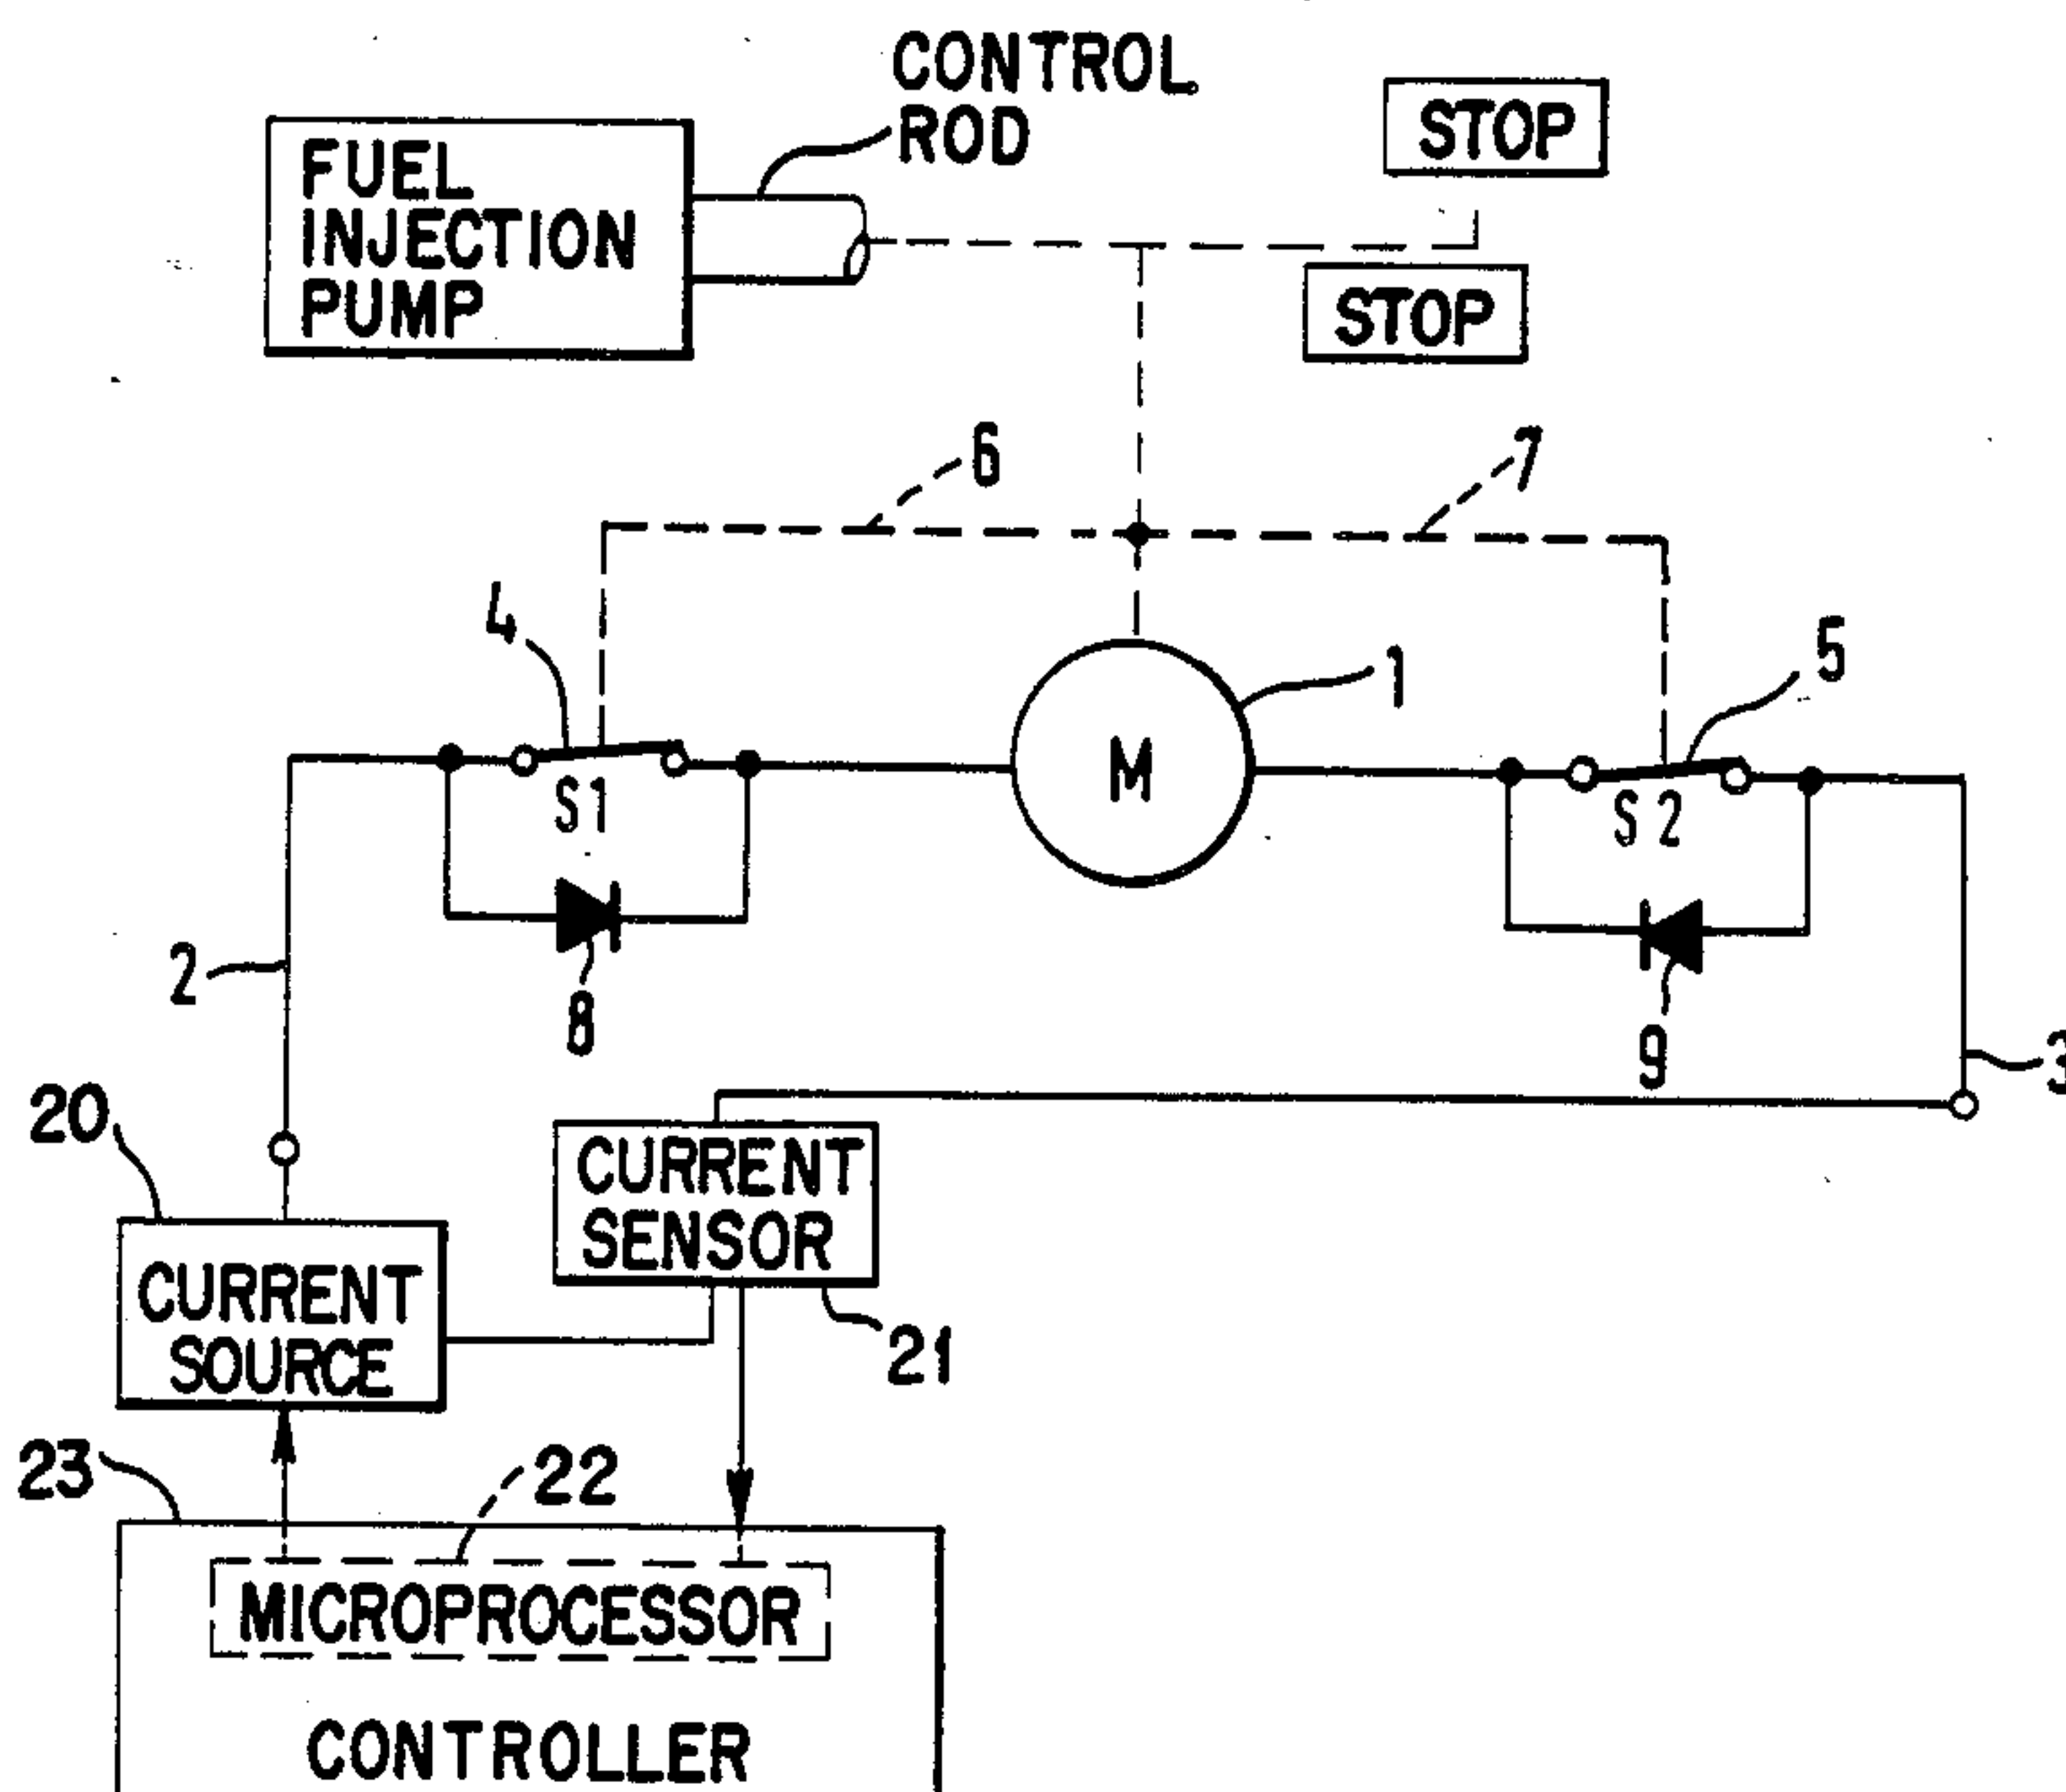 CONTROL
ROD
STOP
FUEL
INJECTION
PUMP
STOP
6
7
4
1
5
M
S1
S2
2
8
9
3
20
CURRENT
SENSOR
CURRENT
SOURCE
21
23
22
MICROPROCESSOR
CONTROLLER